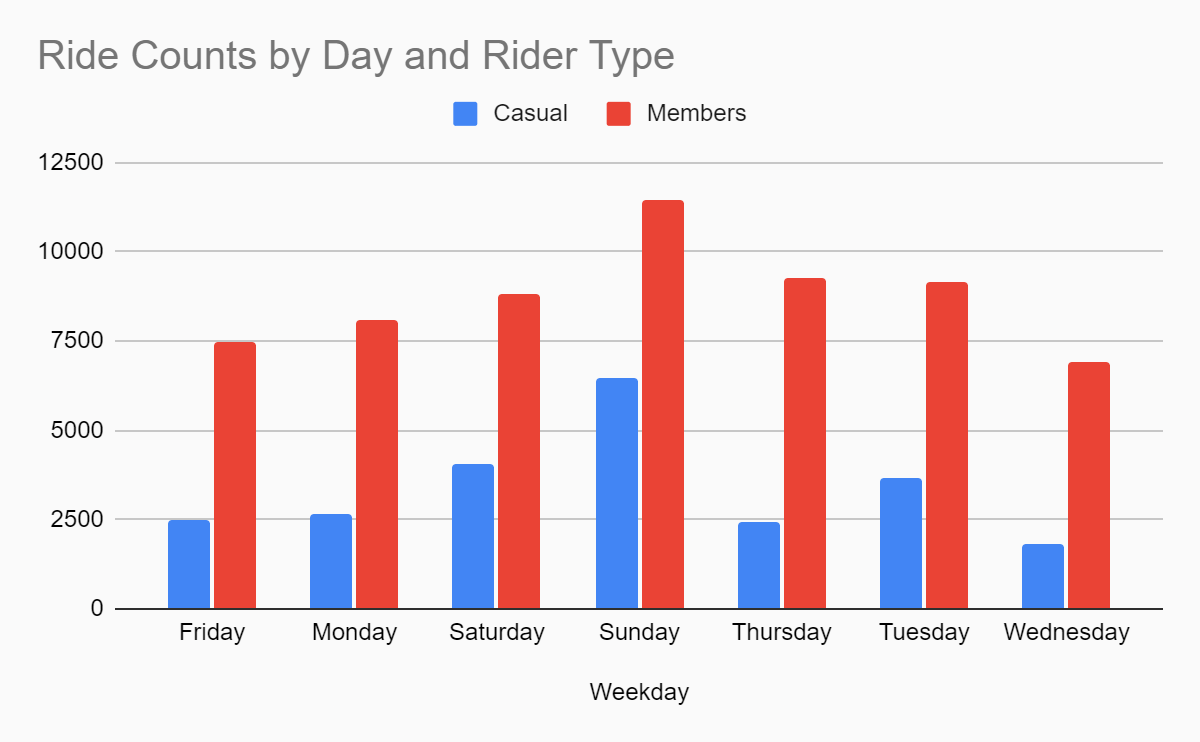 Ride Counts by Day and Rider Type
Casual Members
12500
10000
7500
5000
2500
0
Friday Monday Saturday Sunday Thursday Tuesday Wednesday
Weekday